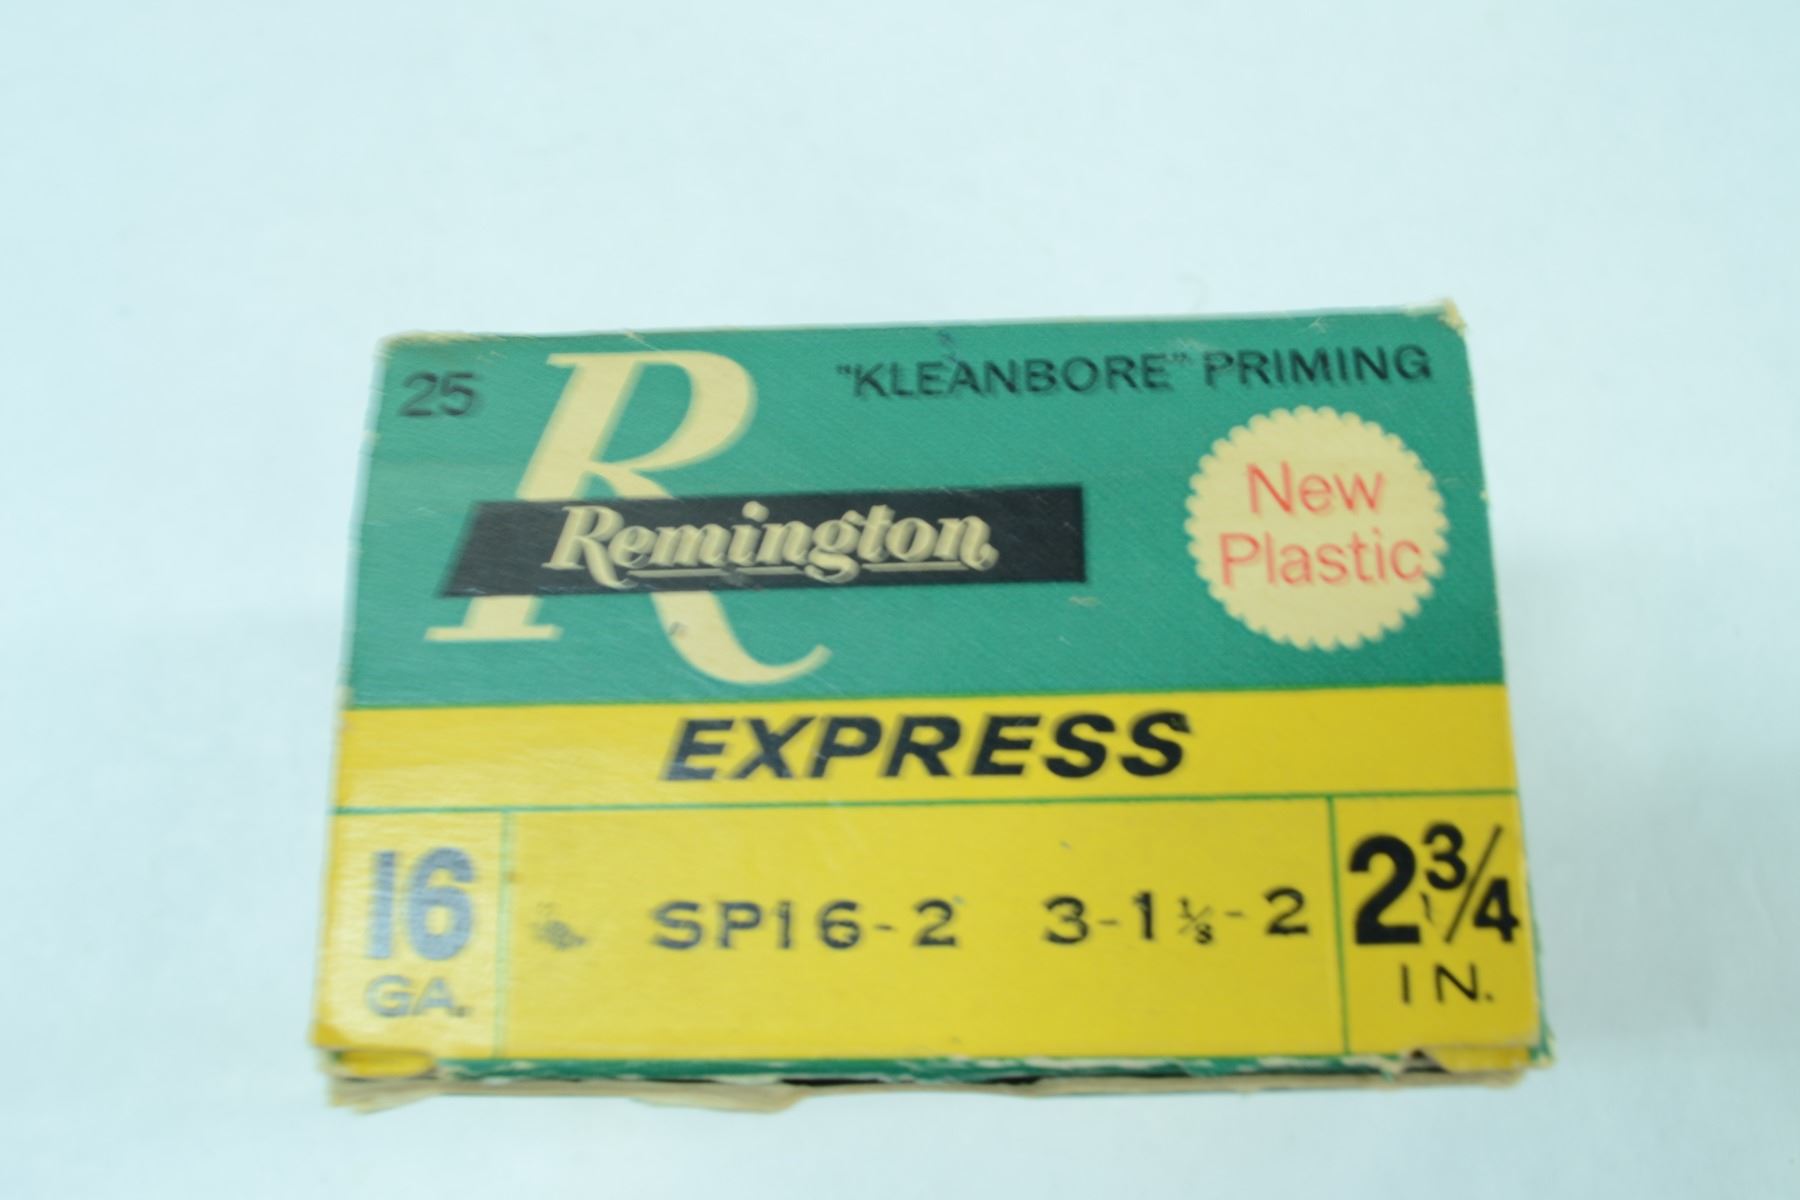 25
"KLEANBORE" PRIMING
R
Remington
New
Plastic
EXPRESS
16
GA.
SP16-2 3-1⅛-2
2¾
IN.